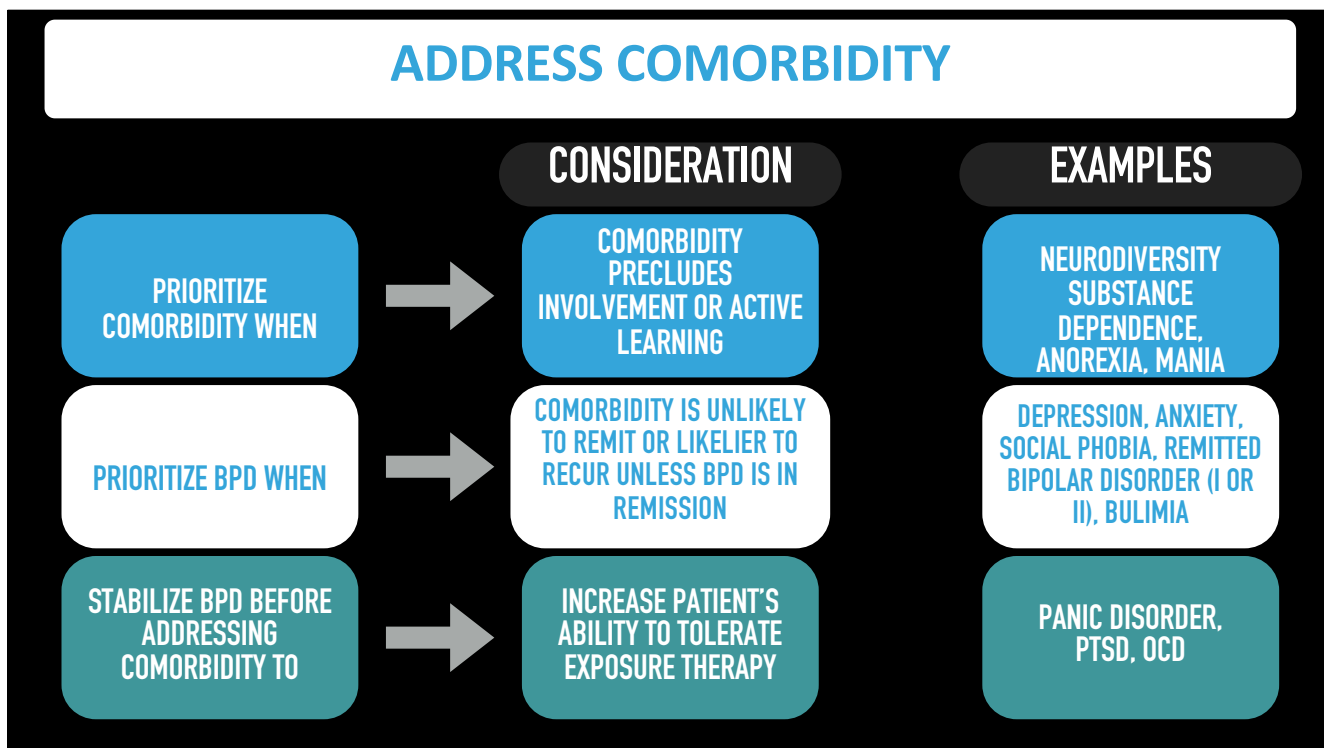 ADDRESS COMORBIDITY
CONSIDERATION
EXAMPLES
PRIORITIZE
COMORBIDITY WHEN
COMORBIDITY
PRECLUDES
INVOLVEMENT OR ACTIVE
LEARNING
NEURODIVERSITY
SUBSTANCE
DEPENDENCE,
ANOREXIA, MANIA
PRIORITIZE BPD WHEN
COMORBIDITY IS UNLIKELY
TO REMIT OR LIKELIER TO
RECUR UNLESS BPD IS IN
REMISSION
DEPRESSION, ANXIETY,
SOCIAL PHOBIA, REMITTED
BIPOLAR DISORDER (I OR
II), BULIMIA
STABILIZE BPD BEFORE
ADDRESSING
COMORBIDITY TO
INCREASE PATIENT’S
ABILITY TO TOLERATE
EXPOSURE THERAPY
PANIC DISORDER,
PTSD, OCD